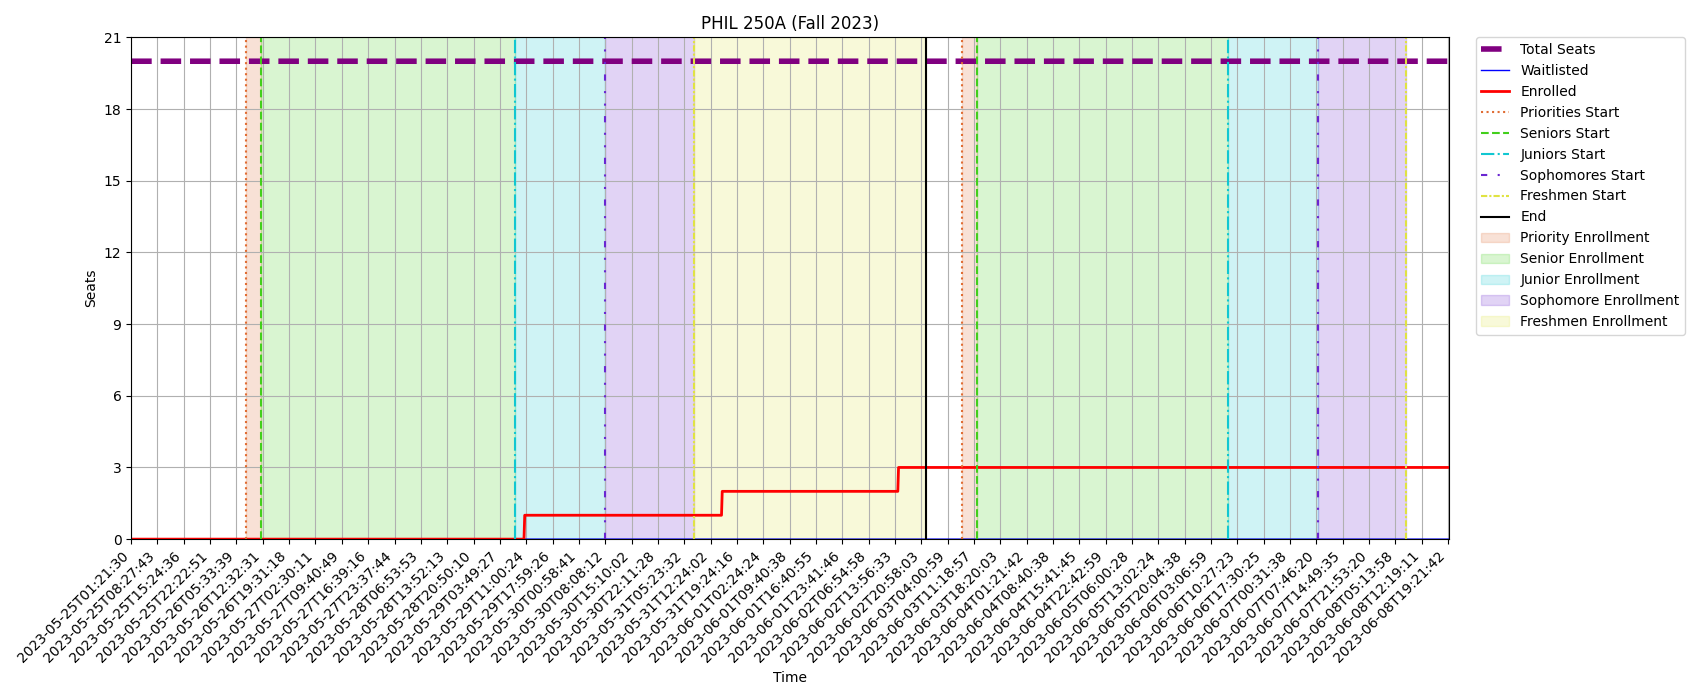 PHIL 250A (Fall 2023)
21
18
15
12
9
6
3
0
Seats
2023-05-25T01:21:30
2023-05-25T08:27:43
2023-05-25T15:24:36
2023-05-25T22:22:51
2023-05-26T05:33:39
2023-05-26T12:32:31
2023-05-26T19:31:18
2023-05-27T02:30:11
2023-05-27T09:40:49
2023-05-27T16:39:16
2023-05-27T23:37:44
2023-05-28T06:53:53
2023-05-28T13:52:13
2023-05-28T20:50:10
2023-05-29T03:49:27
2023-05-29T11:00:24
2023-05-29T17:59:26
2023-05-30T00:58:41
2023-05-30T08:08:12
2023-05-30T15:10:02
2023-05-30T22:11:28
2023-05-31T05:23:32
2023-05-31T12:24:02
2023-05-31T19:24:16
2023-06-01T02:24:24
2023-06-01T09:40:38
2023-06-01T16:40:55
2023-06-01T23:41:46
2023-06-02T06:54:58
2023-06-02T13:56:33
2023-06-02T20:58:03
2023-06-03T04:00:59
2023-06-03T11:18:57
2023-06-03T18:20:03
2023-06-04T01:21:42
2023-06-04T08:40:38
2023-06-04T15:41:45
2023-06-04T22:42:59
2023-06-05T06:00:28
2023-06-05T13:02:24
2023-06-05T20:04:38
2023-06-06T03:06:59
2023-06-06T10:27:23
2023-06-06T17:30:25
2023-06-07T00:31:38
2023-06-07T07:46:20
2023-06-07T14:49:35
2023-06-07T21:53:20
2023-06-08T05:13:58
2023-06-08T12:19:11
2023-06-08T19:21:42
Time
Total Seats
Waitlisted
Enrolled
Priorities Start
Seniors Start
Juniors Start
Sophomores Start
Freshmen Start
End
Priority Enrollment
Senior Enrollment
Junior Enrollment
Sophomore Enrollment
Freshmen Enrollment